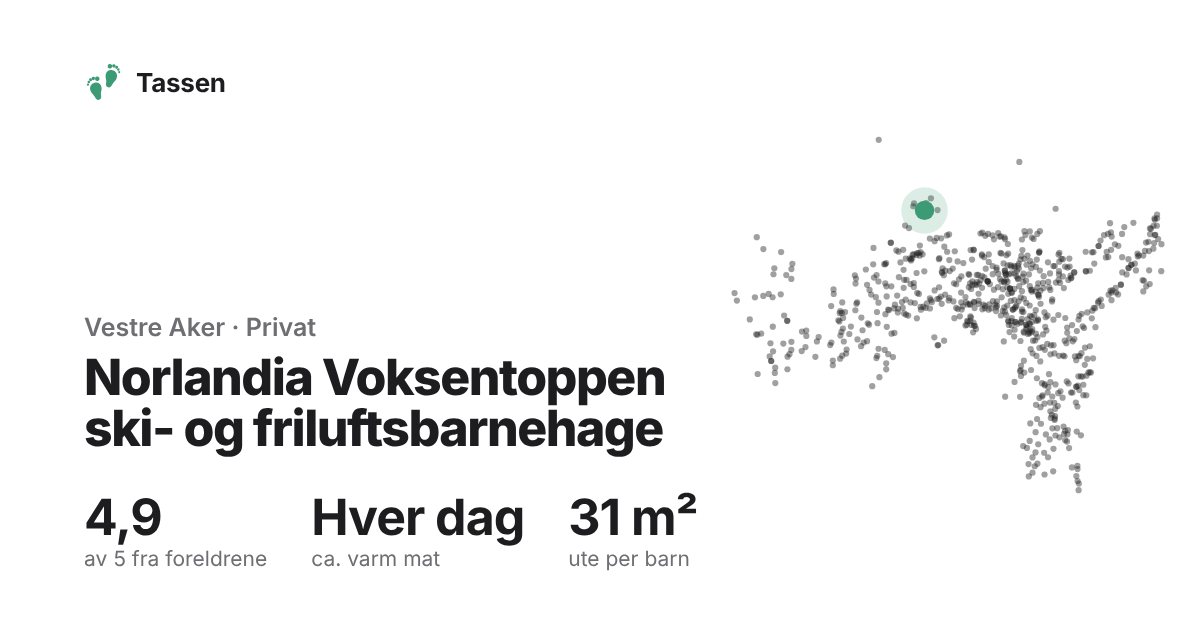 Tassen
Vestre Aker · Privat
Norlandia Voksentoppen
ski- og friluftsbarnehage
4,9
av 5 fra foreldrene
Hver dag
ca. varm mat
31 m²
ute per barn